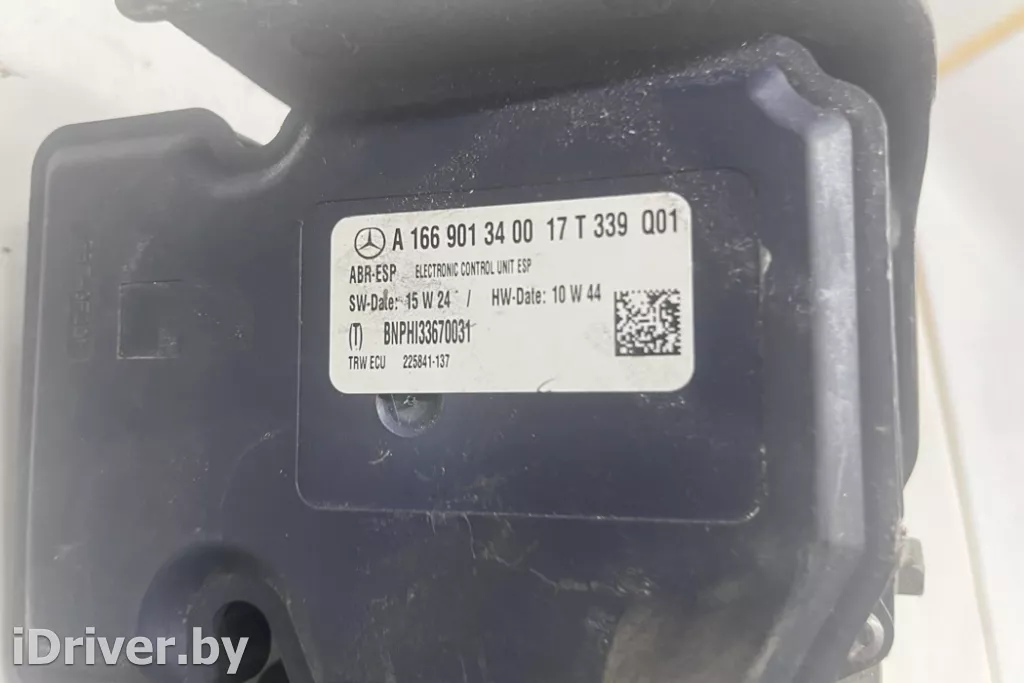 A 166 901 34 00 17 T 339 Q01
ABR-ESP ELECTRONIC CONTROL UNIT ESP
SW-Date: 15 W 24 / HW-Date: 10 W 44
(T) BNPHI33670031
TRW ECU 225841-137
iDriver.by